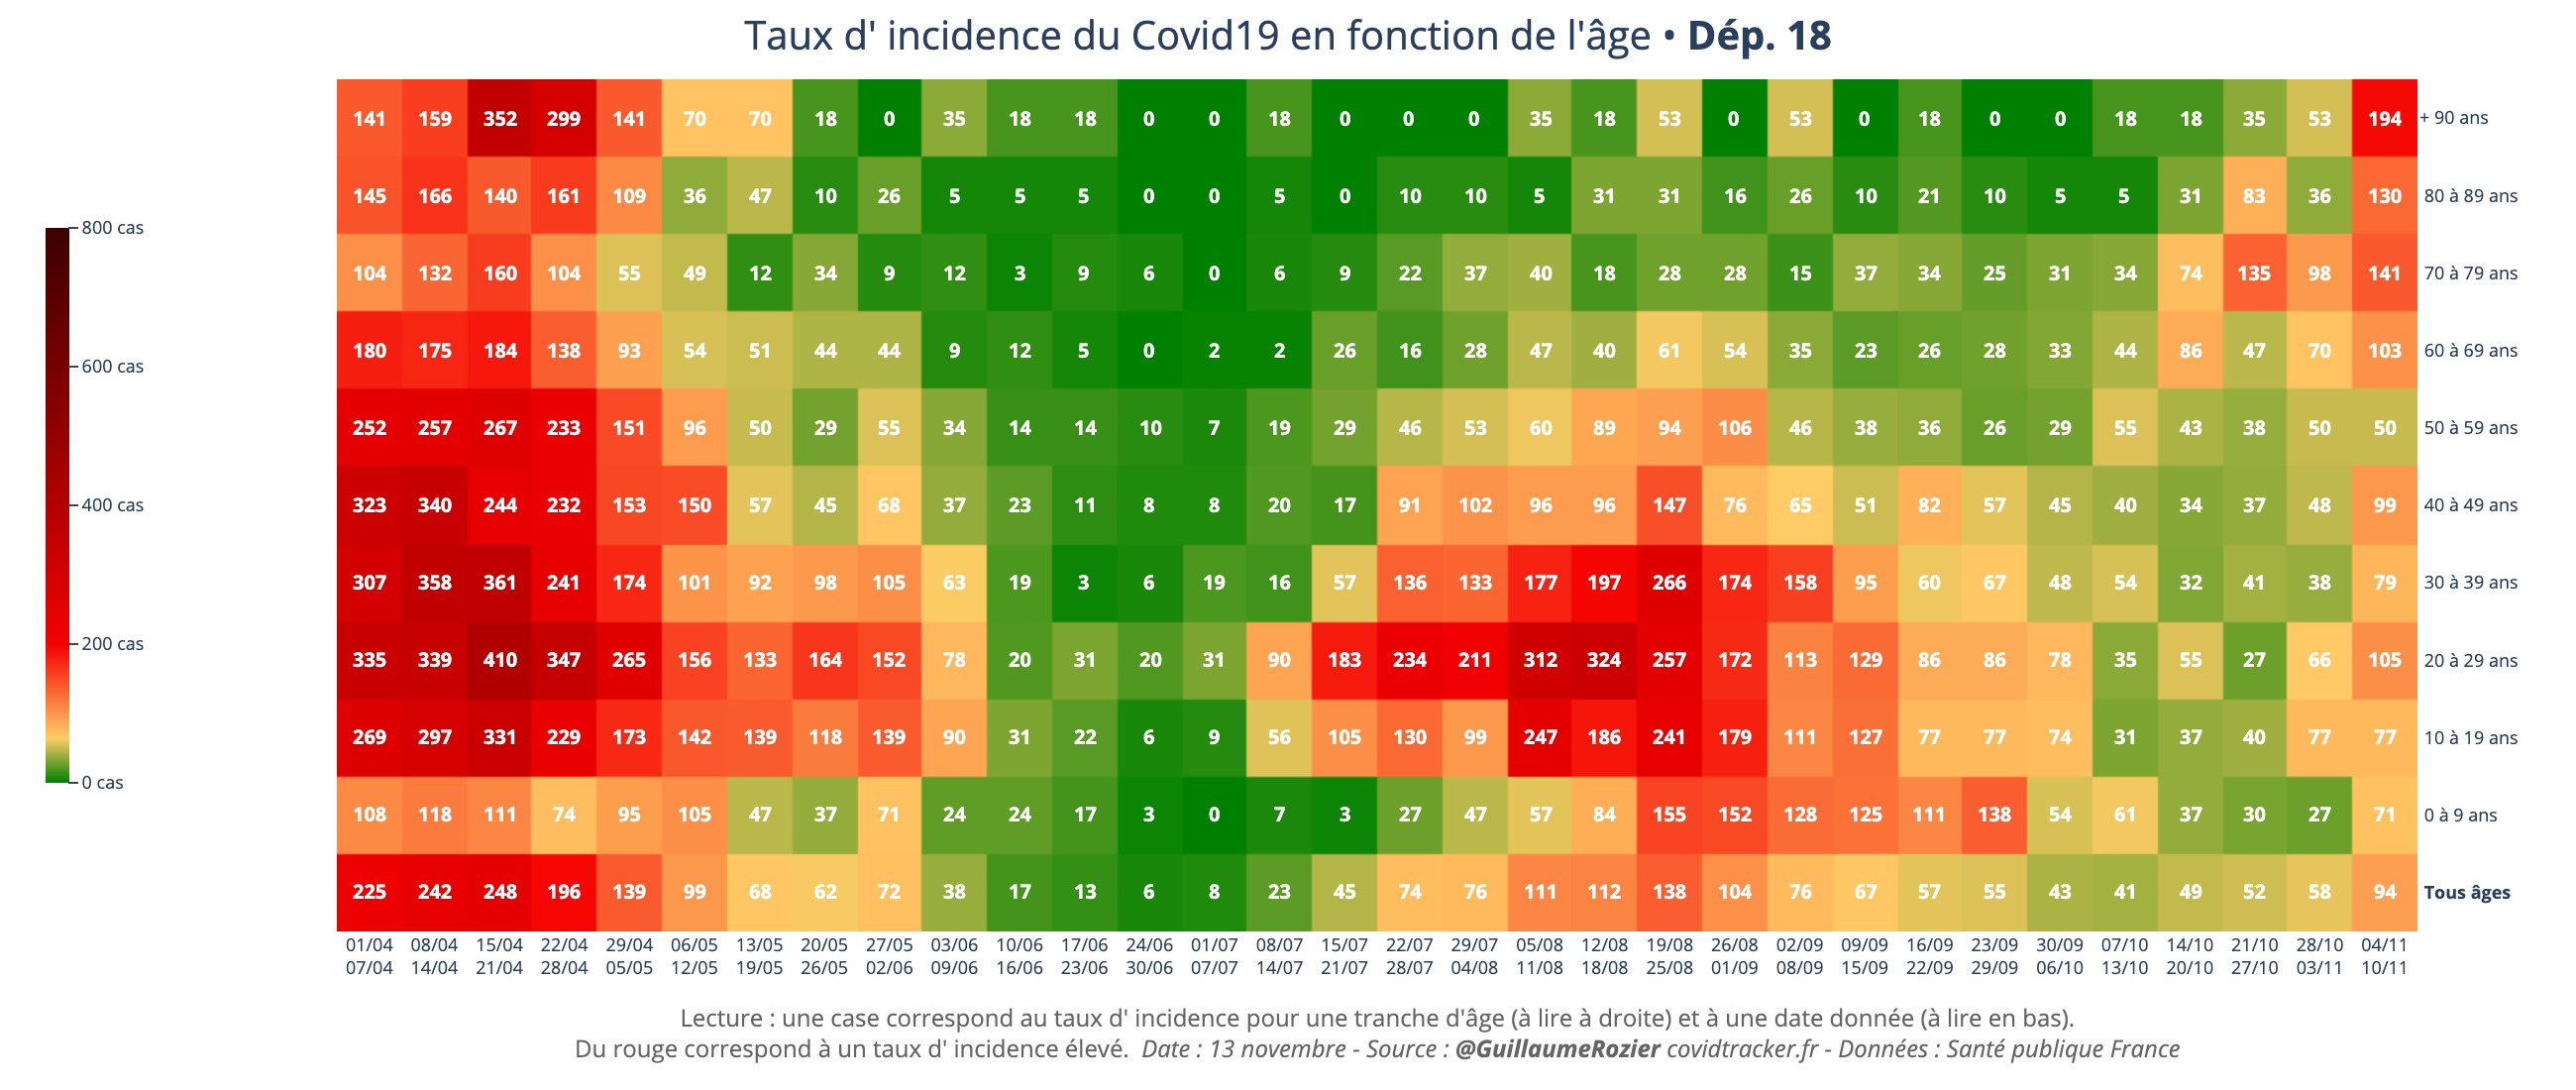 Taux d' incidence du Covid19 en fonction de l'âge • Dép. 18
800 cas
600 cas
400 cas
200 cas
0 cas
141 159 352 299 141 70 70 18 0 35 18 18 0 0 18 0 0 0 35 18 53 0 53 0 18 0 0 18 18 35 53 194 + 90 ans
145 166 140 161 109 36 47 10 26 5 5 5 0 0 5 0 10 10 5 31 31 16 26 10 21 10 5 5 31 83 36 130 80 à 89 ans
104 132 160 104 55 49 12 34 9 12 3 9 6 0 6 9 22 37 40 18 28 28 15 37 34 25 31 34 74 135 98 141 70 à 79 ans
180 175 184 138 93 54 51 44 44 9 12 5 0 2 2 26 16 28 47 40 61 54 35 23 26 28 33 44 86 47 70 103 60 à 69 ans
252 257 267 233 151 96 50 29 55 34 14 14 10 7 19 29 46 53 60 89 94 106 46 38 36 26 29 55 43 38 50 50 50 à 59 ans
323 340 244 232 153 150 57 45 68 37 23 11 8 8 20 17 91 102 96 96 147 76 65 51 82 57 45 40 34 37 48 99 40 à 49 ans
307 358 361 241 174 101 92 98 105 63 19 3 6 19 16 57 136 133 177 197 266 174 158 95 60 67 48 54 32 41 38 79 30 à 39 ans
335 339 410 347 265 156 133 164 152 78 20 31 20 31 90 183 234 211 312 324 257 172 113 129 86 86 78 35 55 27 66 105 20 à 29 ans
269 297 331 229 173 142 139 118 139 90 31 22 6 9 56 105 130 99 247 186 241 179 111 127 77 77 74 31 37 40 77 77 10 à 19 ans
108 118 111 74 95 105 47 37 71 24 24 17 3 0 7 3 27 47 57 84 155 152 128 125 111 138 54 61 37 30 27 71 0 à 9 ans
225 242 248 196 139 99 68 62 72 38 17 13 6 8 23 45 74 76 111 112 138 104 76 67 57 55 43 41 49 52 58 94 Tous âges
01/04 08/04 15/04 22/04 29/04 06/05 13/05 20/05 27/05 03/06 10/06 17/06 24/06 01/07 08/07 15/07 22/07 29/07 05/08 12/08 19/08 26/08 02/09 09/09 16/09 23/09 30/09 07/10 14/10 21/10 28/10 04/11
07/04 14/04 21/04 28/04 05/05 12/05 19/05 26/05 02/06 09/06 16/06 23/06 30/06 07/07 14/07 21/07 28/07 04/08 11/08 18/08 25/08 01/09 08/09 15/09 22/09 29/09 06/10 13/10 20/10 27/10 03/11 10/11
Lecture : une case correspond au taux d' incidence pour une tranche d'âge (à lire à droite) et à une date donnée (à lire en bas).
Du rouge correspond à un taux d' incidence élevé. Date : 13 novembre - Source : @GuillaumeRozier covidtracker.fr - Données : Santé publique France